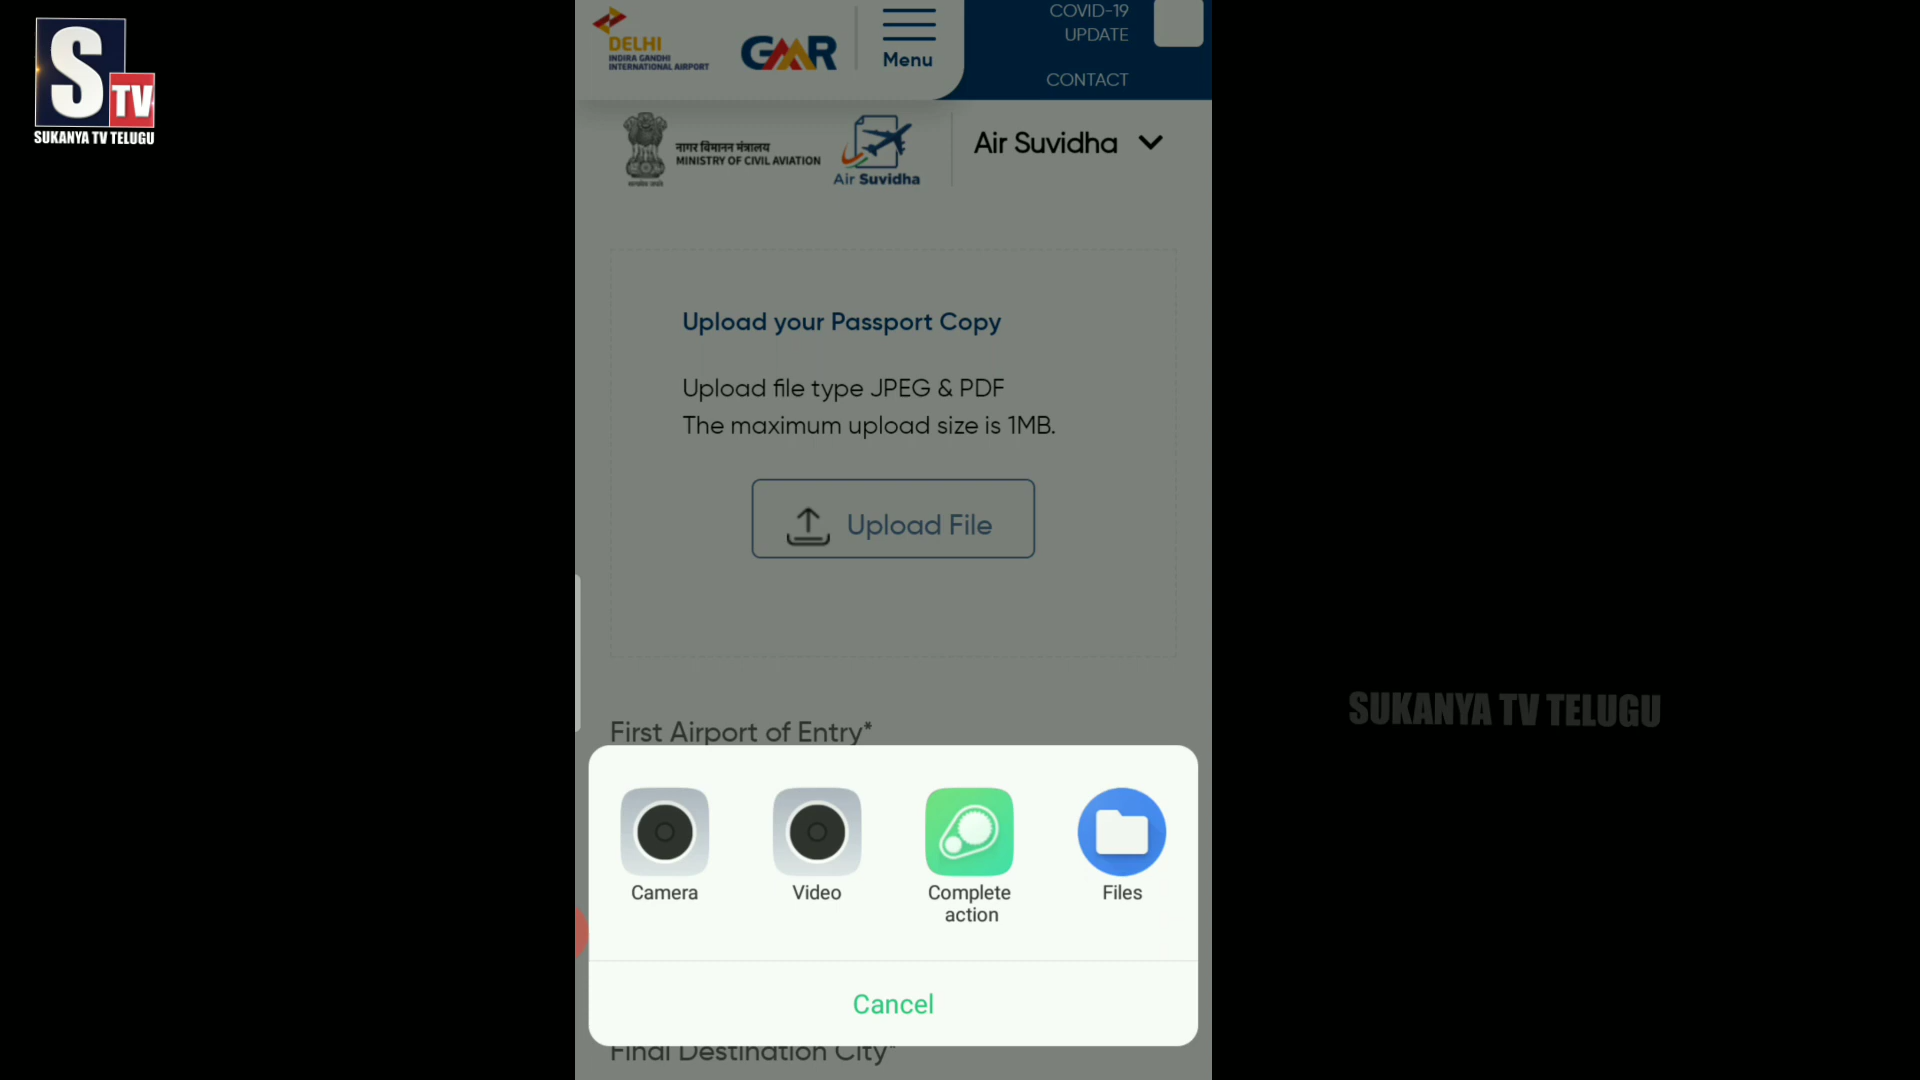 S TV
SUKANYA TV TELUGU
DELHI
INDIRA GANDHI
INTERNATIONAL AIRPORT
GMR
Menu
COVID-19
UPDATE
CONTACT
नागर विमानन मंत्रालय
MINISTRY OF CIVIL AVIATION
Air Suvidha
Air Suvidha
Upload your Passport Copy
Upload file type JPEG & PDF
The maximum upload size is 1MB.
Upload File
First Airport of Entry*
SUKANYA TV TELUGU
Camera
Video
Complete
action
Files
Cancel
Final Destination City*